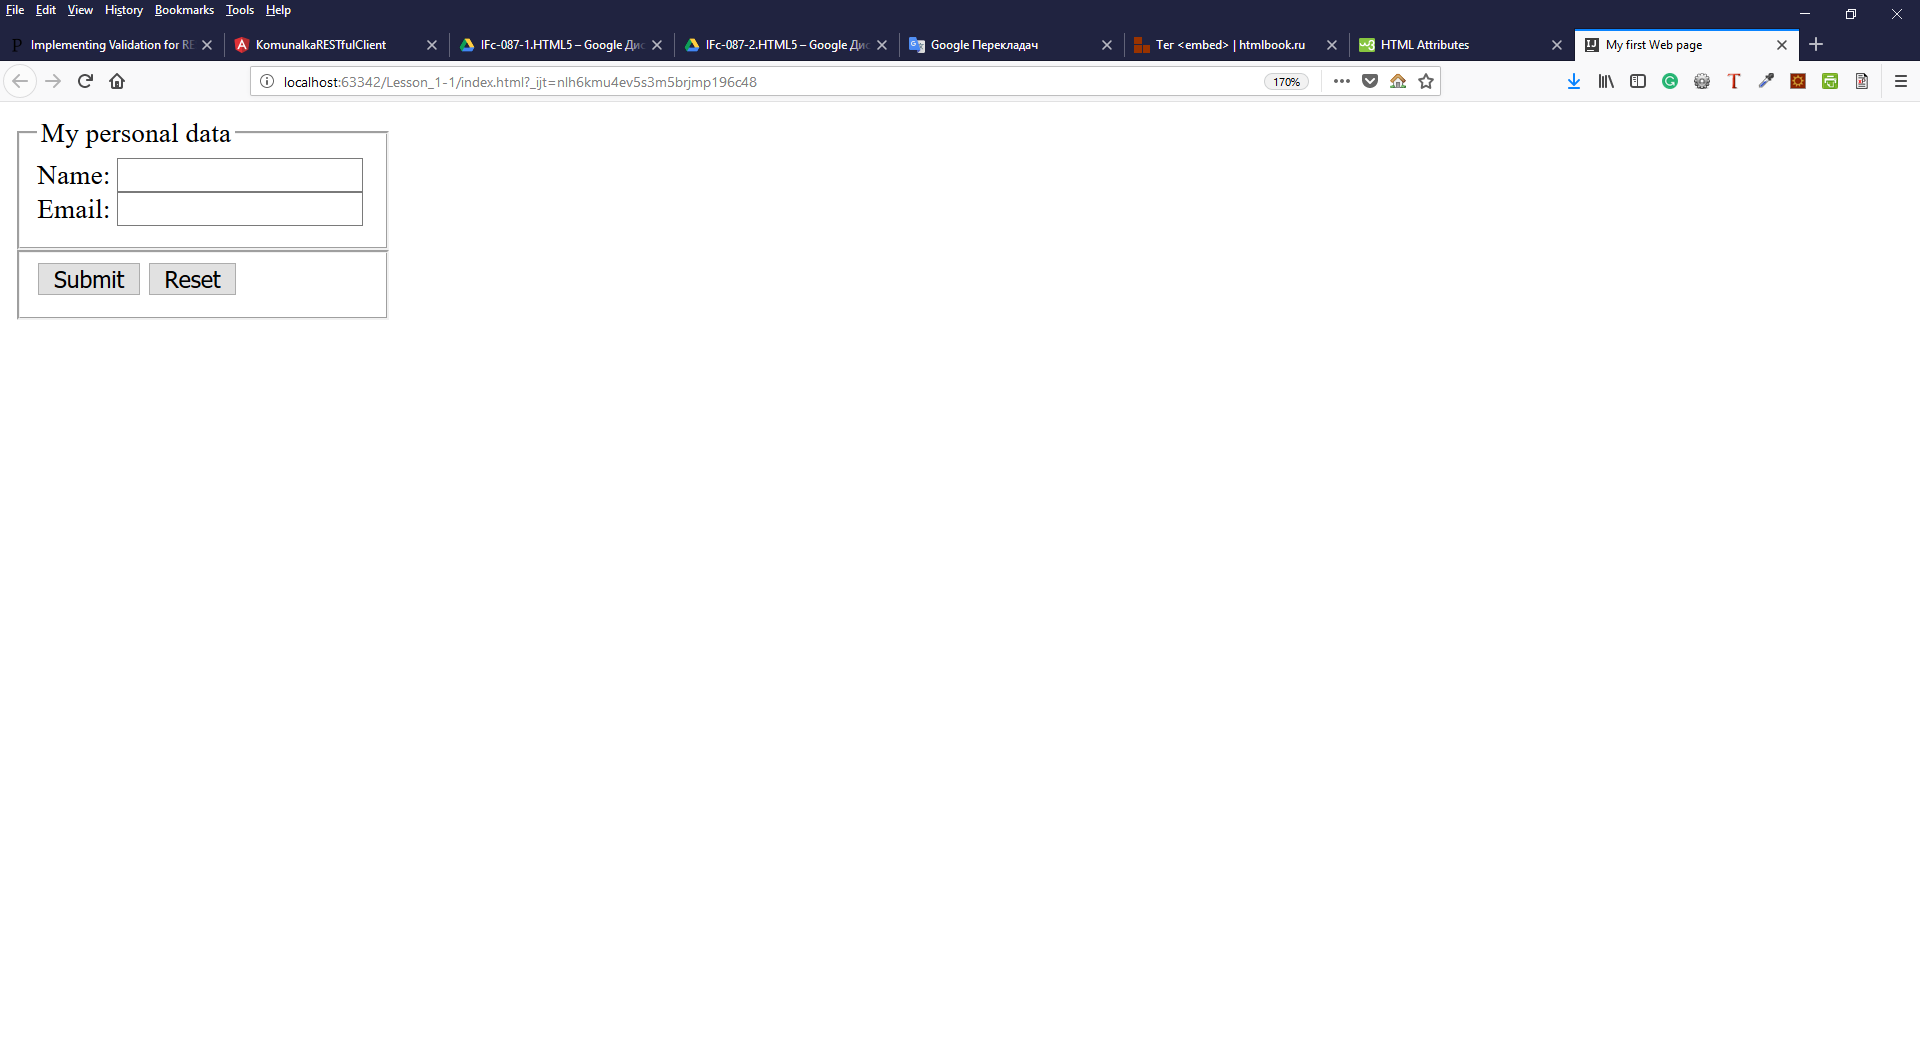 File Edit View History Bookmarks Tools Help
Implementing Validation for RE
KomunalkaRESTfulClient
IFc-087-1.HTML5 – Google Дис
IFc-087-2.HTML5 – Google Дис
Google Перекладач
Тег <embed> | htmlbook.ru
HTML Attributes
My first Web page
localhost:63342/Lesson_1-1/index.html?_ijt=nlh6kmu4ev5s3m5brjmp196c48
170%
My personal data
Name:
Email:
Submit Reset